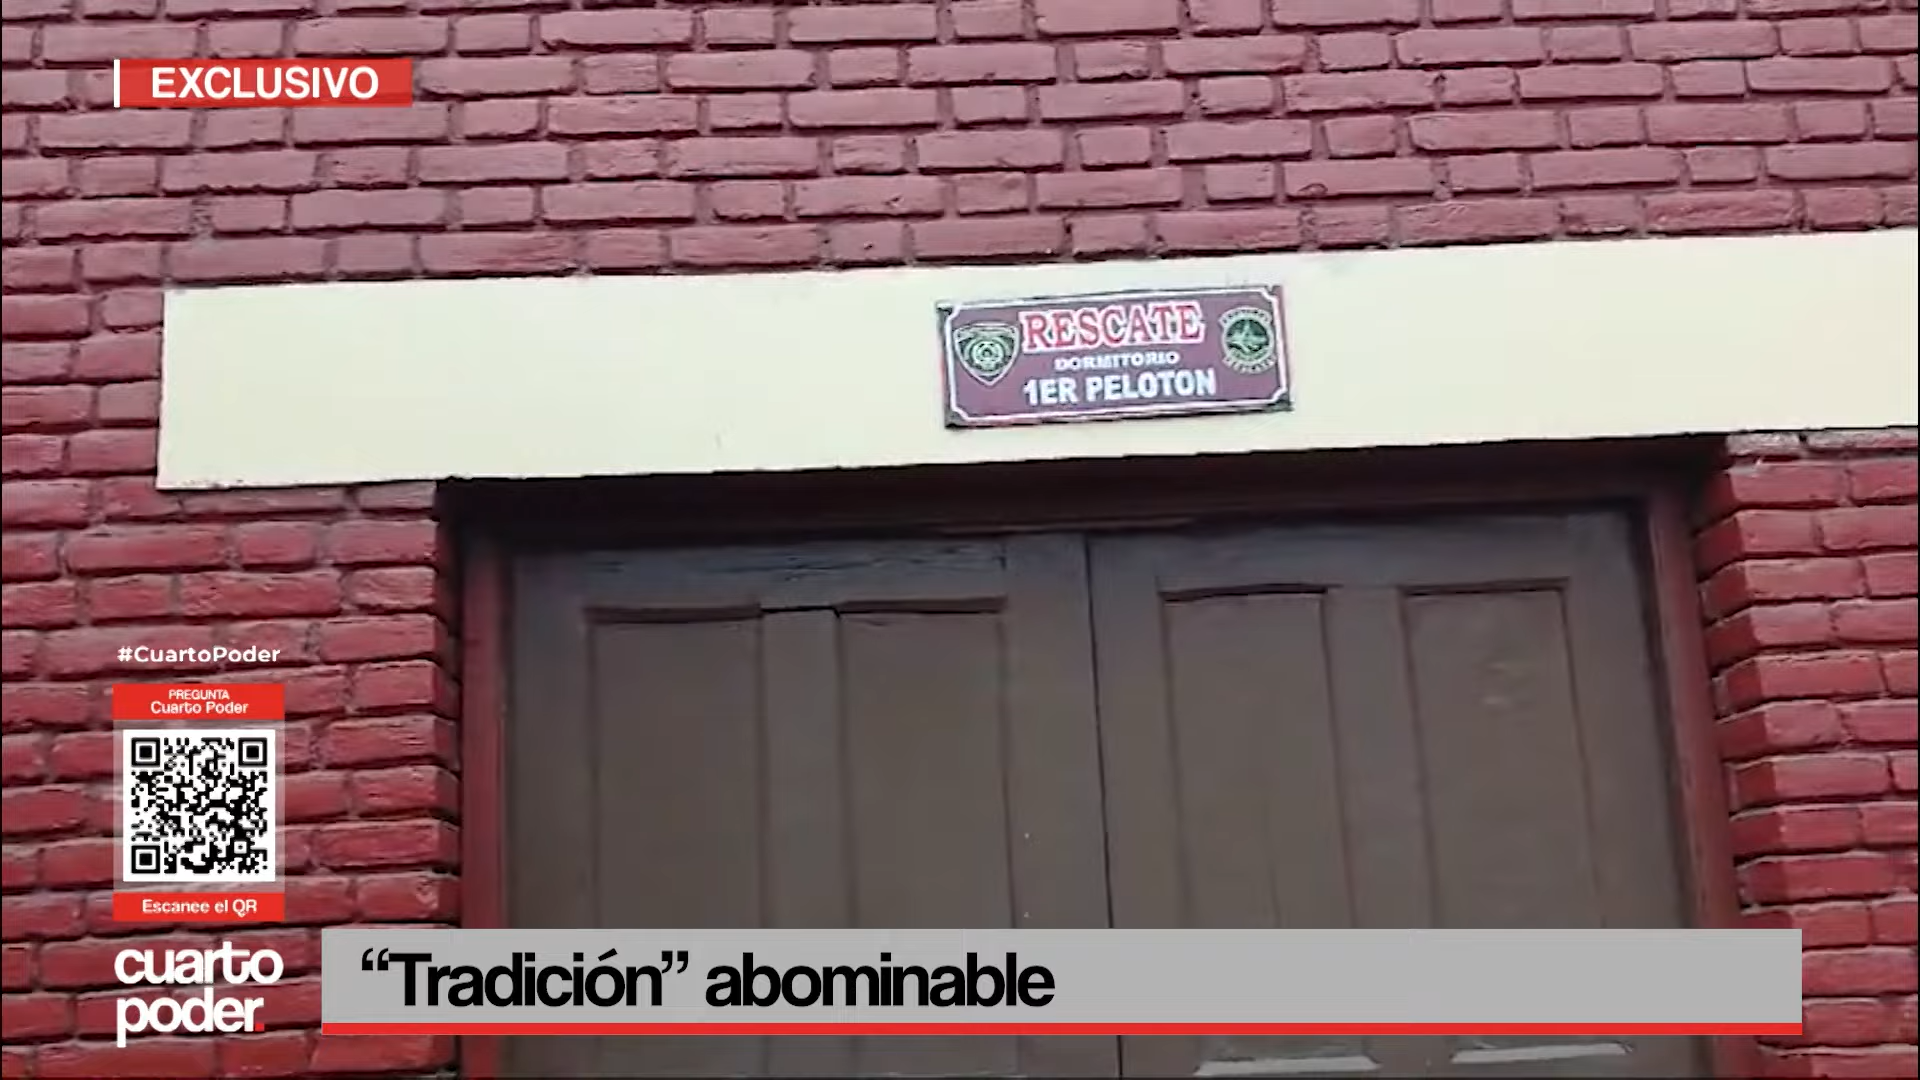 EXCLUSIVO
RESCATE
DORMITORIO
1ER PELOTON
#CuartoPoder
PREGUNTA
Cuarto Poder
Escanee el QR
cuarto
poder.
“Tradición” abominable